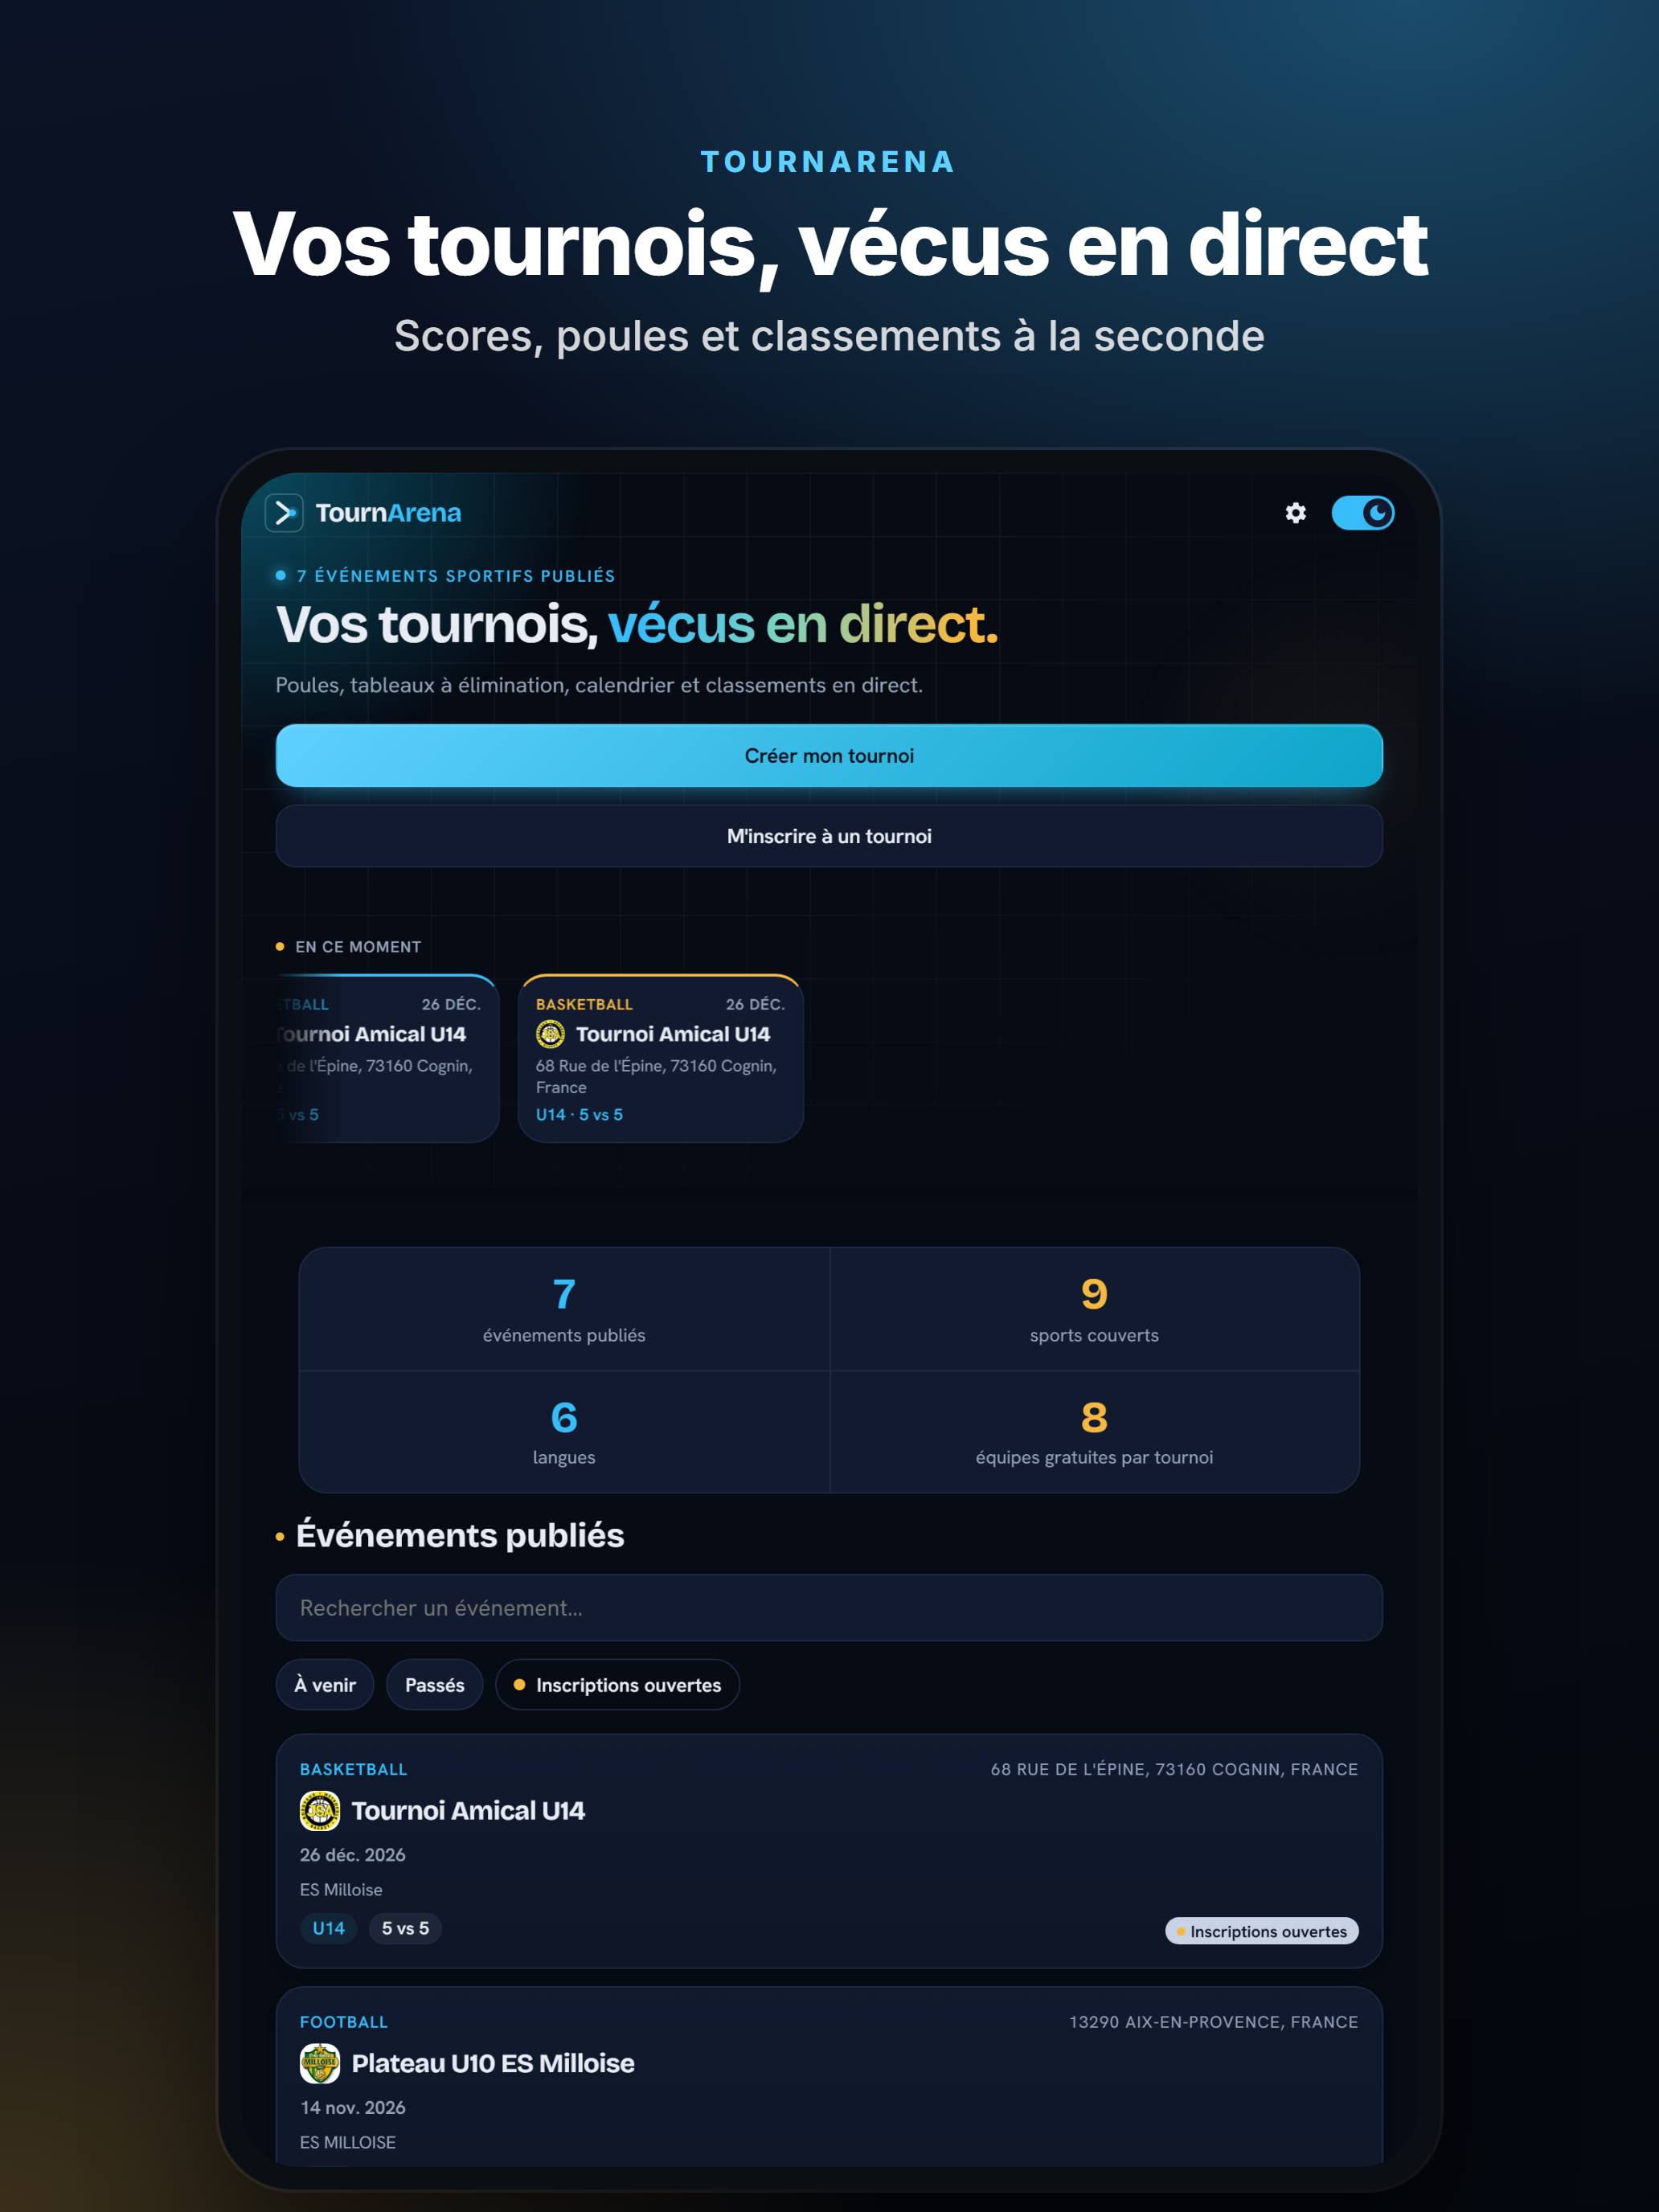 TOURNARENA
Vos tournois, vécus en direct
Scores, poules et classements à la seconde
TournArena
7 ÉVÉNEMENTS SPORTIFS PUBLIÉS
Vos tournois, vécus en direct.
Poules, tableaux à élimination, calendrier et classements en direct.
Créer mon tournoi
M'inscrire à un tournoi
EN CE MOMENT
TBALL 26 DÉC.
Tournoi Amical U14
de l'Épine, 73160 Cognin,
5 vs 5
BASKETBALL 26 DÉC.
Tournoi Amical U14
68 Rue de l'Épine, 73160 Cognin,
France
U14 · 5 vs 5
7
événements publiés
9
sports couverts
6
langues
8
équipes gratuites par tournoi
Événements publiés
Rechercher un événement...
À venir
Passés
Inscriptions ouvertes
BASKETBALL 68 RUE DE L'ÉPINE, 73160 COGNIN, FRANCE
JSA
Tournoi Amical U14
26 déc. 2026
ES Milloise
U14 5 vs 5
Inscriptions ouvertes
FOOTBALL 13290 AIX-EN-PROVENCE, FRANCE
MILLOISE
Plateau U10 ES Milloise
14 nov. 2026
ES MILLOISE